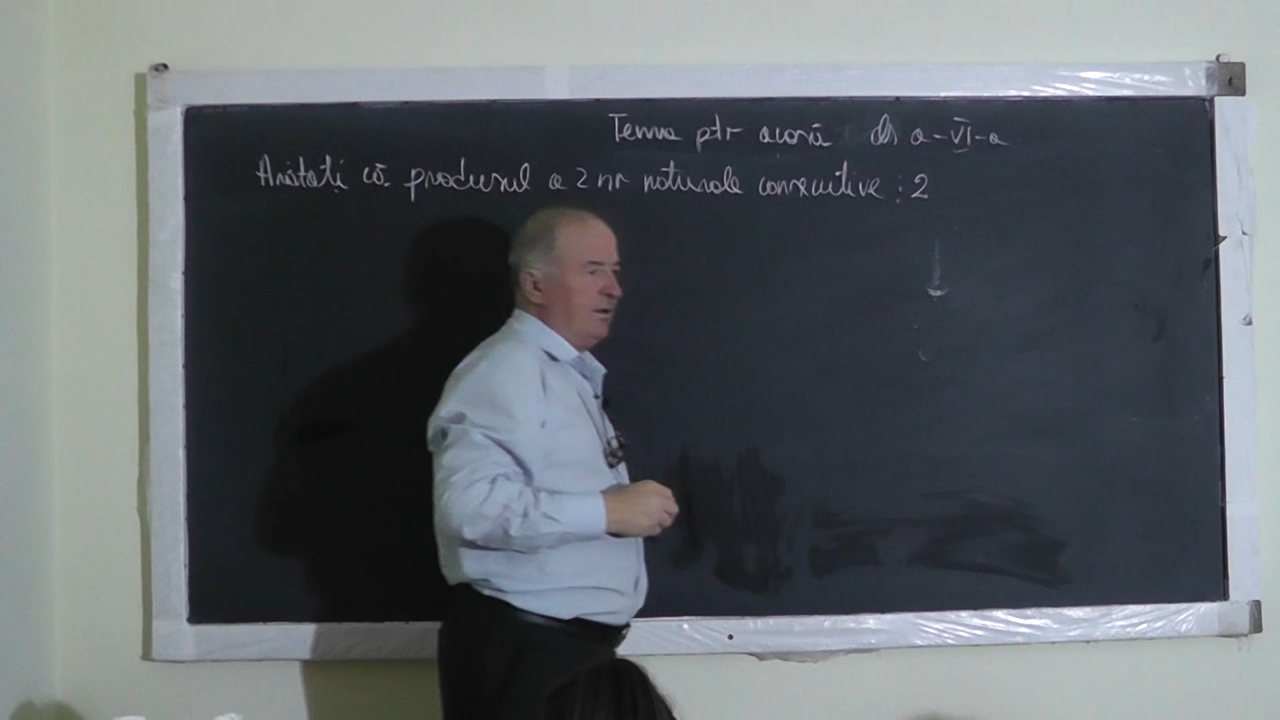 Tema ptr acasă cls a-VI-a
Arătați că produsul a 2 nr naturale consecutive ⋮ 2